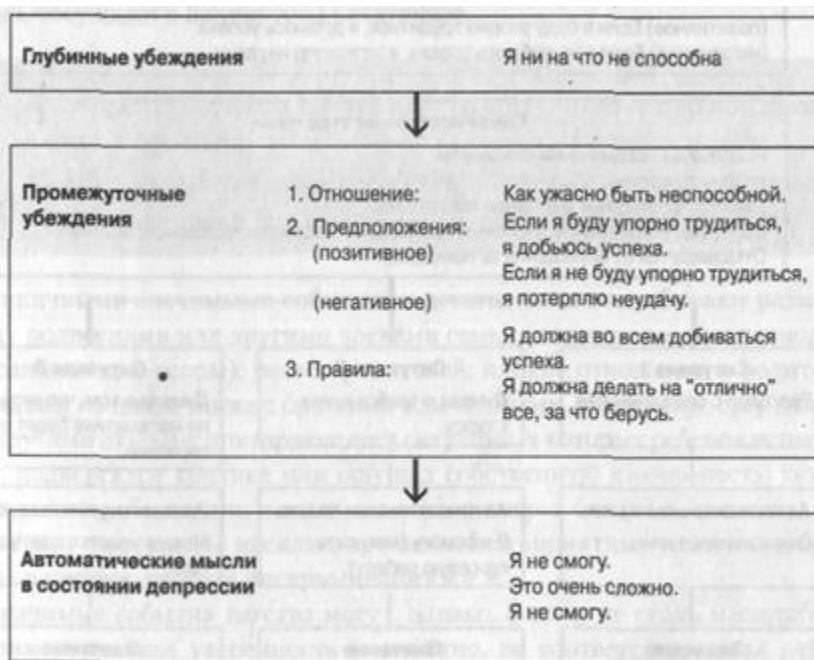 Глубинные убеждения Я ни на что не способна
Промежуточные убеждения
1. Отношение: Как ужасно быть неспособной.
2. Предположения:
(позитивное) Если я буду упорно трудиться,
я добьюсь успеха.
(негативное) Если я не буду упорно трудиться,
я потерплю неудачу.
3. Правила: Я должна во всем добиваться
успеха.
Я должна делать на "отлично"
все, за что берусь.
Автоматические мысли
в состоянии депрессии
Я не смогу.
Это очень сложно.
Я не смогу.